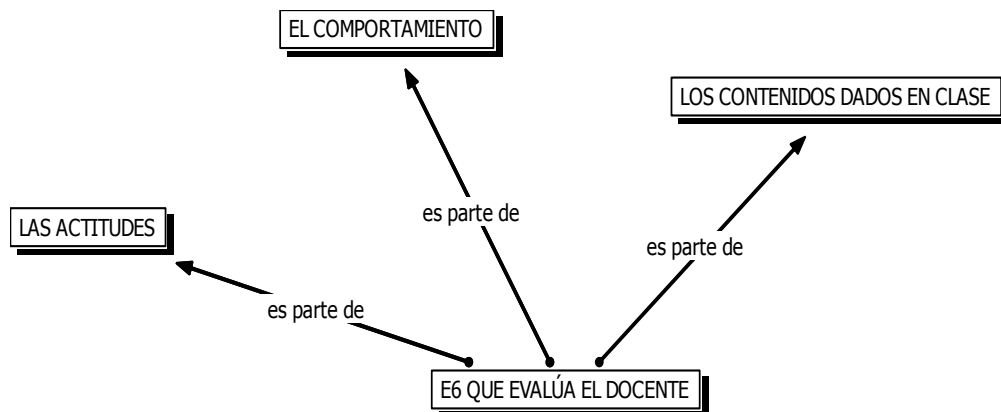 EL COMPORTAMIENTO
LOS CONTENIDOS DADOS EN CLASE
es parte de
LAS ACTITUDES
es parte de
es parte de
E6 QUE EVALÚA EL DOCENTE